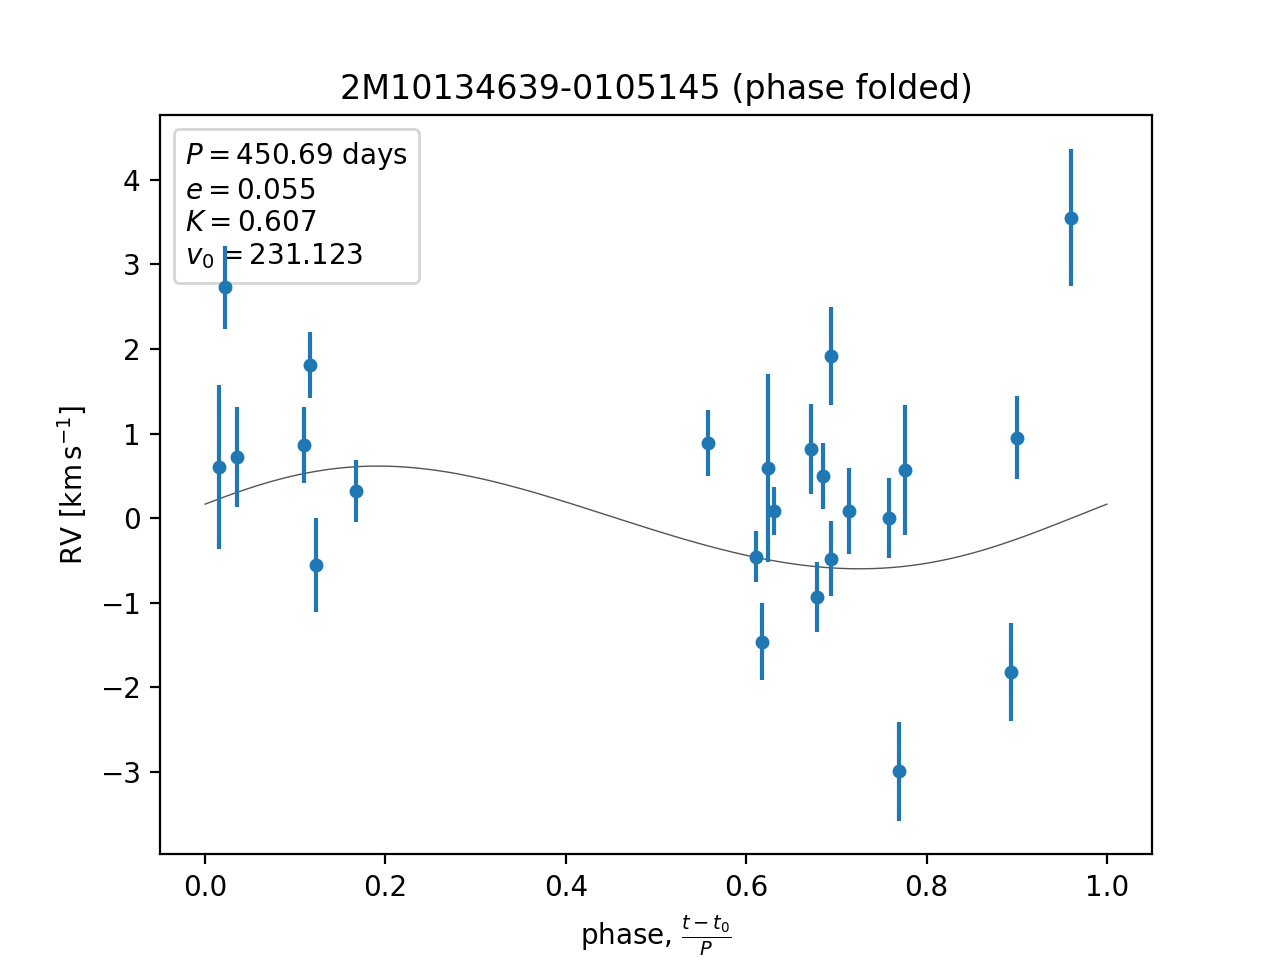 2M10134639-0105145 (phase folded)
P = 450.69 days
e = 0.055
K = 0.607
v₀ = 231.123
4
3
2
1
0
−1
−2
−3
RV [km s⁻¹]
0.0 0.2 0.4 0.6 0.8 1.0
phase, (t − t₀)/P